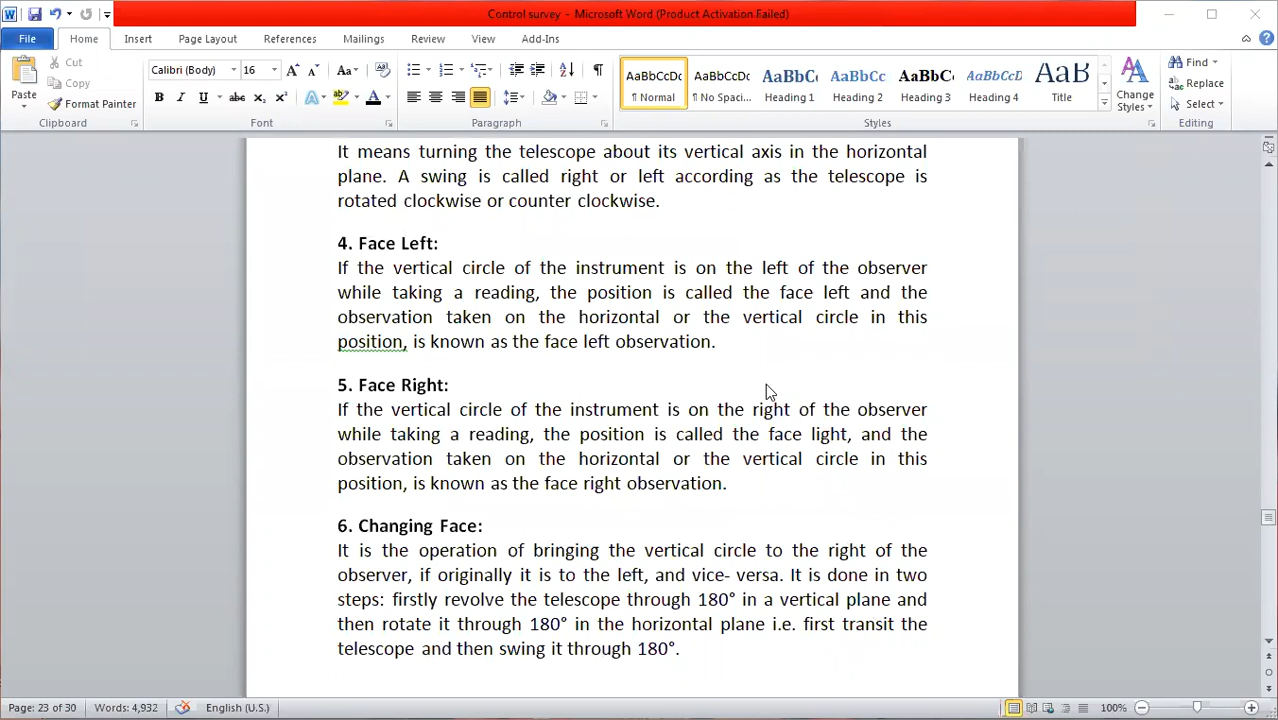 Control survey - Microsoft Word (Product Activation Failed)
File Home Insert Page Layout References Mailings Review View Add-Ins
Paste
Cut
Copy
Format Painter
Clipboard
Calibri (Body) 16
Font
Paragraph
AaBbCcDc AaBbCcDc AaBbC AaBbCc AaBbCc AaBbCcD AaB
¶ Normal ¶ No Spaci... Heading 1 Heading 2 Heading 3 Heading 4 Title
Change
Styles
Styles
Find
Replace
Select
Editing
It means turning the telescope about its vertical axis in the horizontal
plane. A swing is called right or left according as the telescope is
rotated clockwise or counter clockwise.
4. Face Left:
If the vertical circle of the instrument is on the left of the observer
while taking a reading, the position is called the face left and the
observation taken on the horizontal or the vertical circle in this
position, is known as the face left observation.
5. Face Right:
If the vertical circle of the instrument is on the right of the observer
while taking a reading, the position is called the face light, and the
observation taken on the horizontal or the vertical circle in this
position, is known as the face right observation.
6. Changing Face:
It is the operation of bringing the vertical circle to the right of the
observer, if originally it is to the left, and vice- versa. It is done in two
steps: firstly revolve the telescope through 180° in a vertical plane and
then rotate it through 180° in the horizontal plane i.e. first transit the
telescope and then swing it through 180°.
Page: 23 of 30 Words: 4,932 English (U.S.) 100%